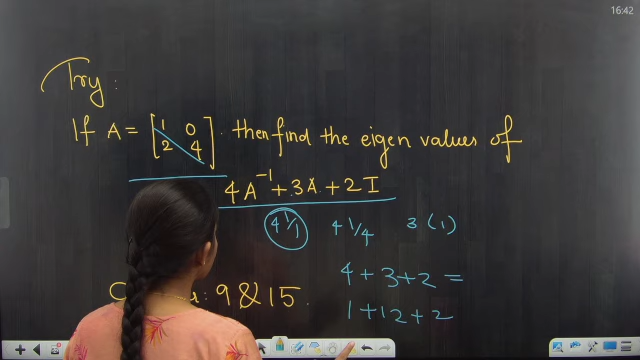 16:42
Try:
If A = [1 0
2 4]. then find the eigen values of
4A⁻¹ + 3A + 2I
4 1/1 4 1/4 3(1)
4 + 3 + 2 =
: 9 & 15.
1 + 12 + 2